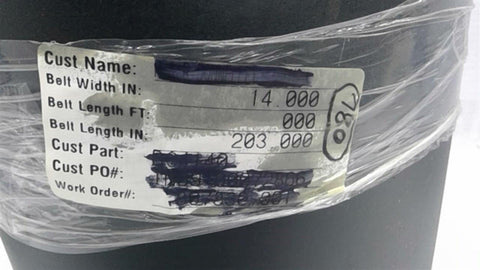 Cust Name:
Belt Width IN: 14.000
Belt Length FT: 000
Belt Length IN: 203 000
Cust Part:
Cust PO#:
Work Order#:
780